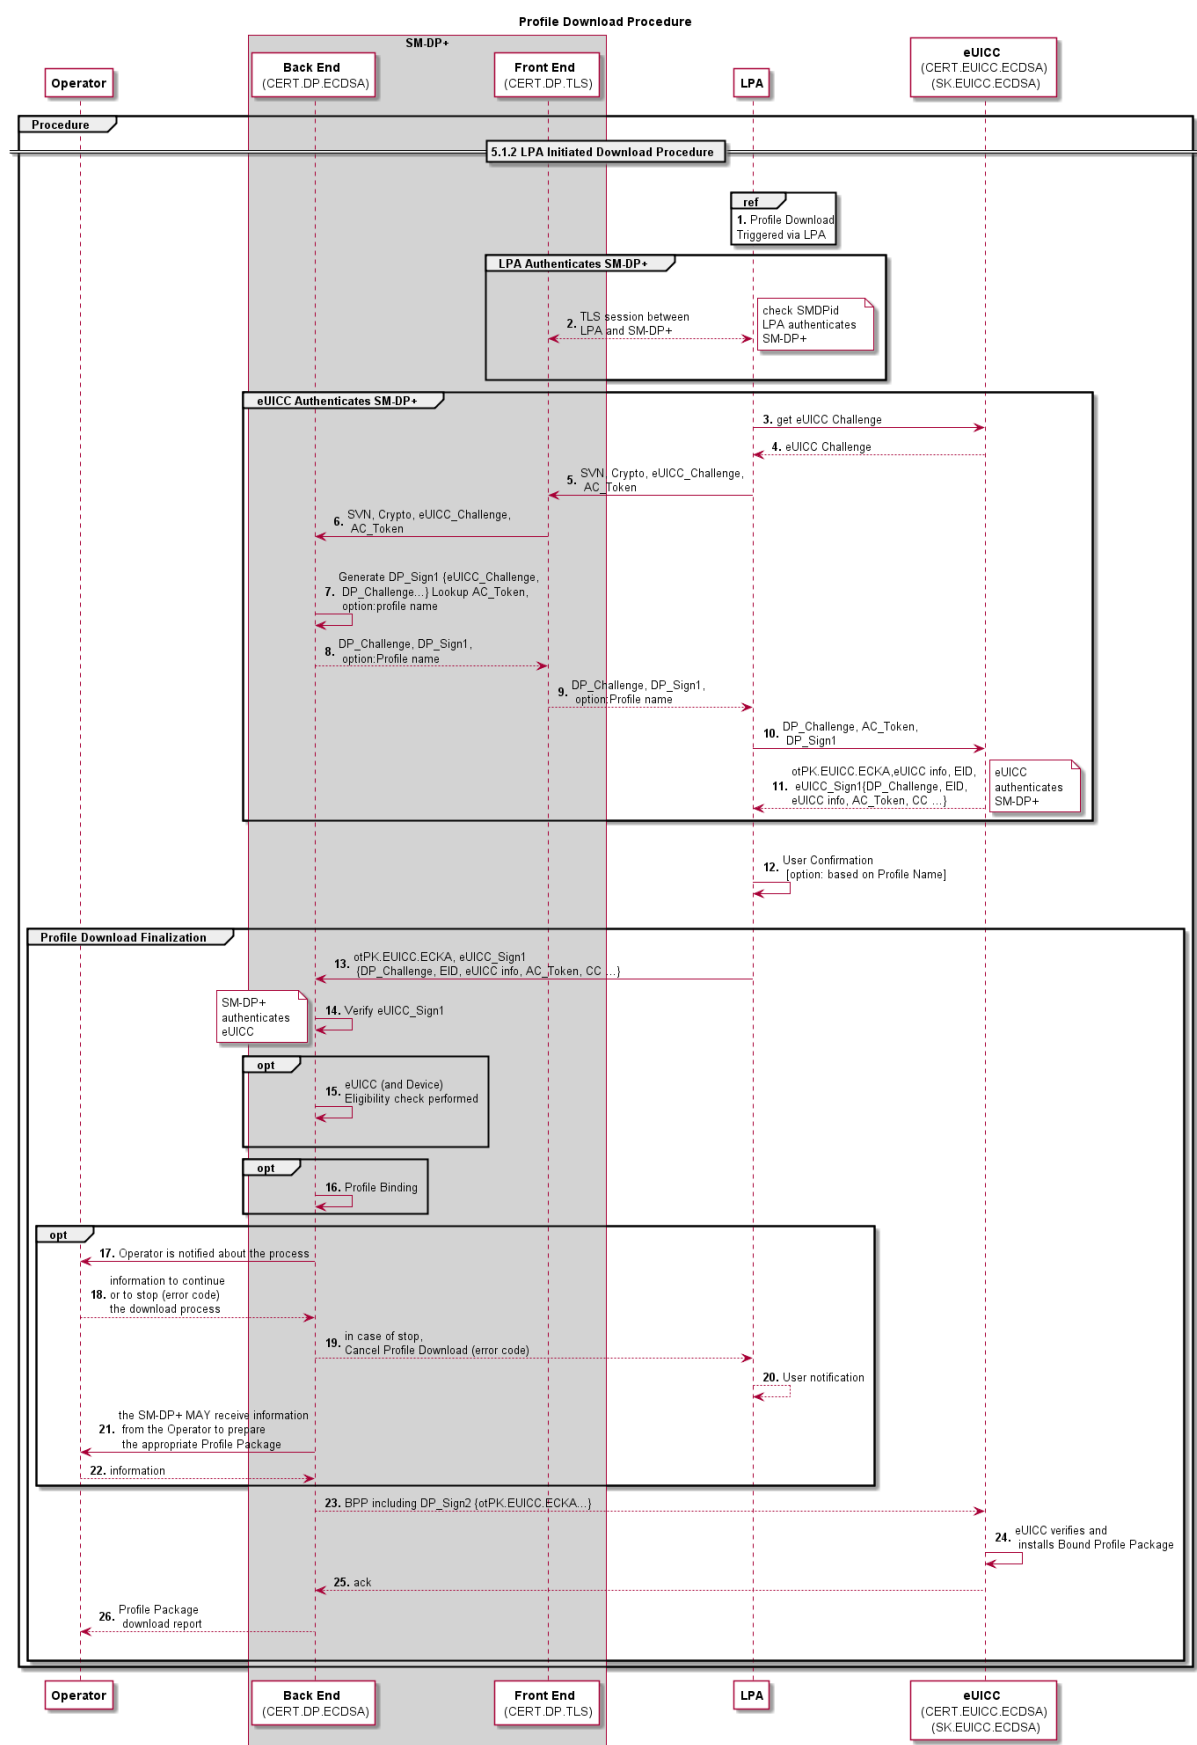 Profile Download Procedure
SM-DP+
Operator
Back End
(CERT.DP.ECDSA)
Front End
(CERT.DP.TLS)
LPA
eUICC
(CERT.EUICC.ECDSA)
(SK.EUICC.ECDSA)
Procedure
5.1.2 LPA Initiated Download Procedure
ref
1. Profile Download
Triggered via LPA
LPA Authenticates SM-DP+
2. TLS session between
LPA and SM-DP+
check SMDPid
LPA authenticates
SM-DP+
eUICC Authenticates SM-DP+
3. get eUICC Challenge
4. eUICC Challenge
5. SVN, Crypto, eUICC_Challenge,
AC_Token
6. SVN, Crypto, eUICC_Challenge,
AC_Token
7. Generate DP_Sign1 {eUICC_Challenge,
DP_Challenge...} Lookup AC_Token,
option:profile name
8. DP_Challenge, DP_Sign1,
option:Profile name
9. DP_Challenge, DP_Sign1,
option:Profile name
10. DP_Challenge, AC_Token,
DP_Sign1
11. otPK.EUICC.ECKA,eUICC info, EID,
eUICC_Sign1{DP_Challenge, EID,
eUICC info, AC_Token, CC ...}
eUICC
authenticates
SM-DP+
12. User Confirmation
[option: based on Profile Name]
Profile Download Finalization
13. otPK.EUICC.ECKA, eUICC_Sign1
{DP_Challenge, EID, eUICC info, AC_Token, CC ...}
SM-DP+
authenticates
eUICC
14. Verify eUICC_Sign1
opt
15. eUICC (and Device)
Eligibility check performed
opt
16. Profile Binding
opt
17. Operator is notified about the process
18. information to continue
or to stop (error code)
the download process
19. in case of stop,
Cancel Profile Download (error code)
20. User notification
21. the SM-DP+ MAY receive information
from the Operator to prepare
the appropriate Profile Package
22. information
23. BPP including DP_Sign2 {otPK.EUICC.ECKA...}
24. eUICC verifies and
installs Bound Profile Package
25. ack
26. Profile Package
download report
Operator
Back End
(CERT.DP.ECDSA)
Front End
(CERT.DP.TLS)
LPA
eUICC
(CERT.EUICC.ECDSA)
(SK.EUICC.ECDSA)